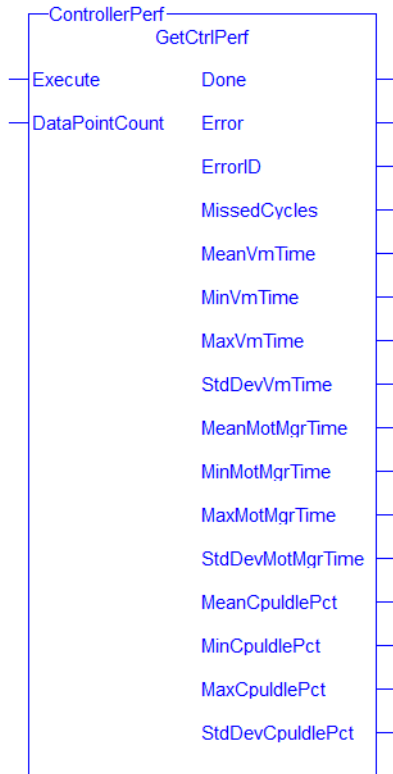 ControllerPerf
GetCtrlPerf
Execute Done
DataPointCount Error
ErrorID
MissedCycles
MeanVmTime
MinVmTime
MaxVmTime
StdDevVmTime
MeanMotMgrTime
MinMotMgrTime
MaxMotMgrTime
StdDevMotMgrTime
MeanCpuIdlePct
MinCpuIdlePct
MaxCpuIdlePct
StdDevCpuIdlePct